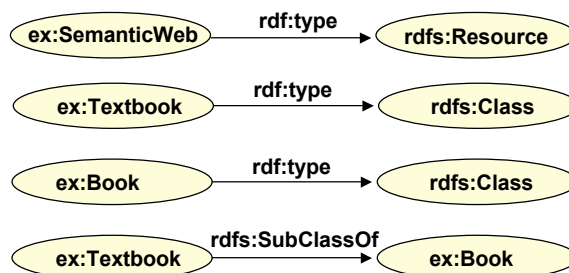 rdf:type
ex:SemanticWeb rdfs:Resource
rdf:type
ex:Textbook rdfs:Class
rdf:type
ex:Book rdfs:Class
rdfs:SubClassOf
ex:Textbook ex:Book